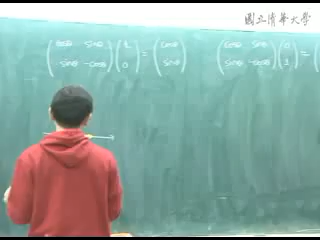 國立清華大學
(cosθ sinθ) (1) = (cosθ) (cosθ sinθ) (0) =
(sinθ -cosθ) (0) (sinθ) (sinθ -cosθ) (1)